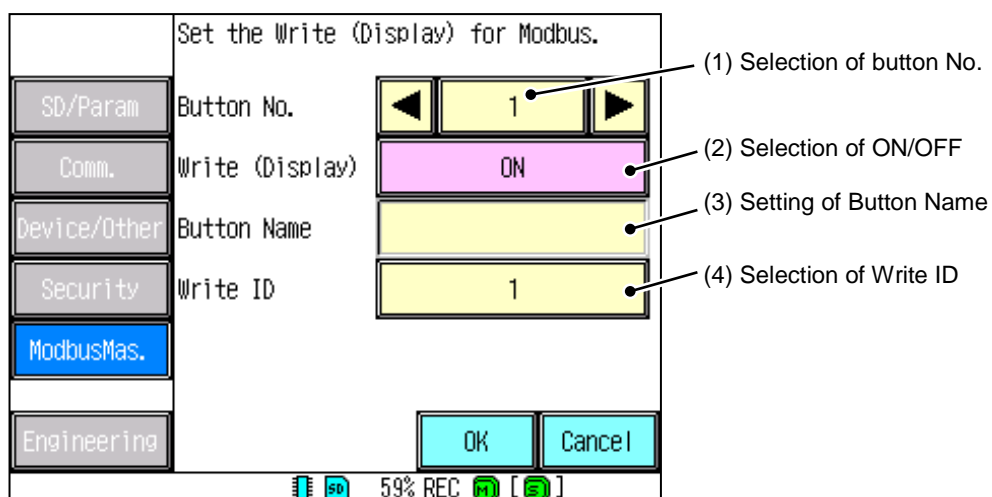 Set the Write (Display) for Modbus.
(1) Selection of button No.
SD/Param
Button No.
1
Comm.
Write (Display)
ON
(2) Selection of ON/OFF
Device/Other
Button Name
(3) Setting of Button Name
Security
Write ID
1
(4) Selection of Write ID
ModbusMas.
Engineering
OK
Cancel
SD
59% REC M [S]